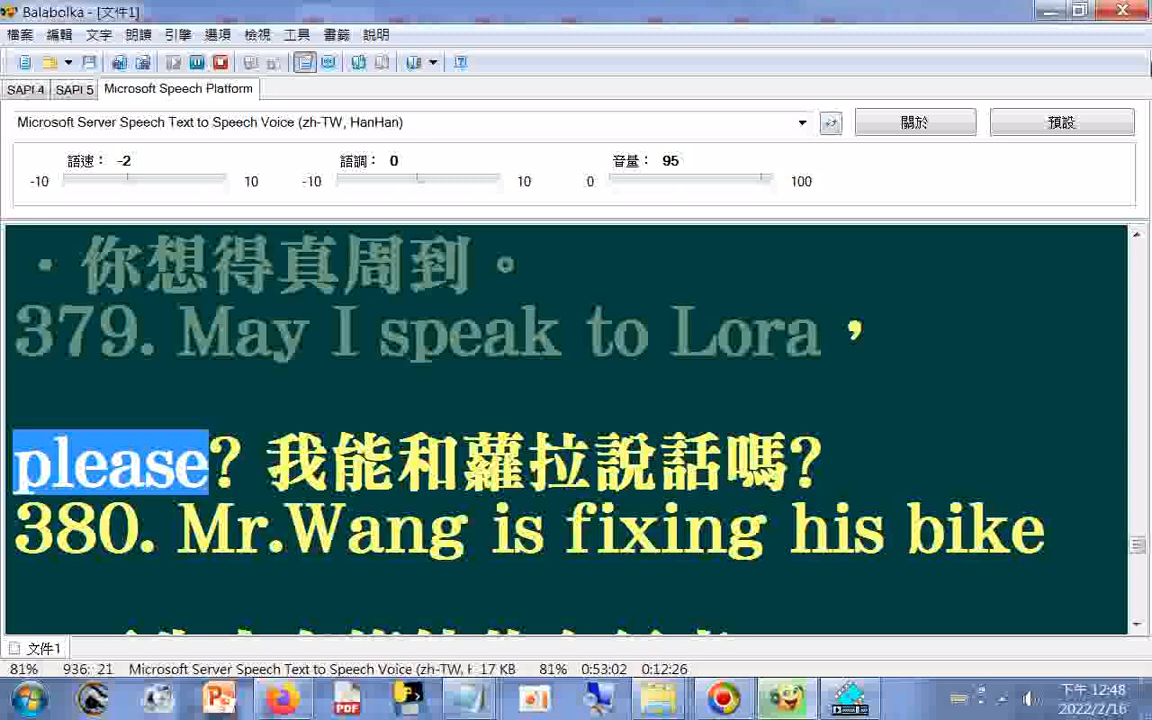 Balabolka - [文件1]
檔案 編輯 文字 朗讀 引擎 選項 檢視 工具 書籤 說明
SAPI 4 SAPI 5 Microsoft Speech Platform
Microsoft Server Speech Text to Speech Voice (zh-TW, HanHan) 關於 預設
語速： -2 語調： 0 音量： 95
-10 10 -10 10 0 100
．你想得真周到。
379. May I speak to Lora，
please? 我能和蘿拉說話嗎?
380. Mr.Wang is fixing his bike
文件1
81% 936: 21 Microsoft Server Speech Text to Speech Voice (zh-TW, 17 KB 81% 0:53:02 0:12:26
PDF
下午 12:48
2022/2/16